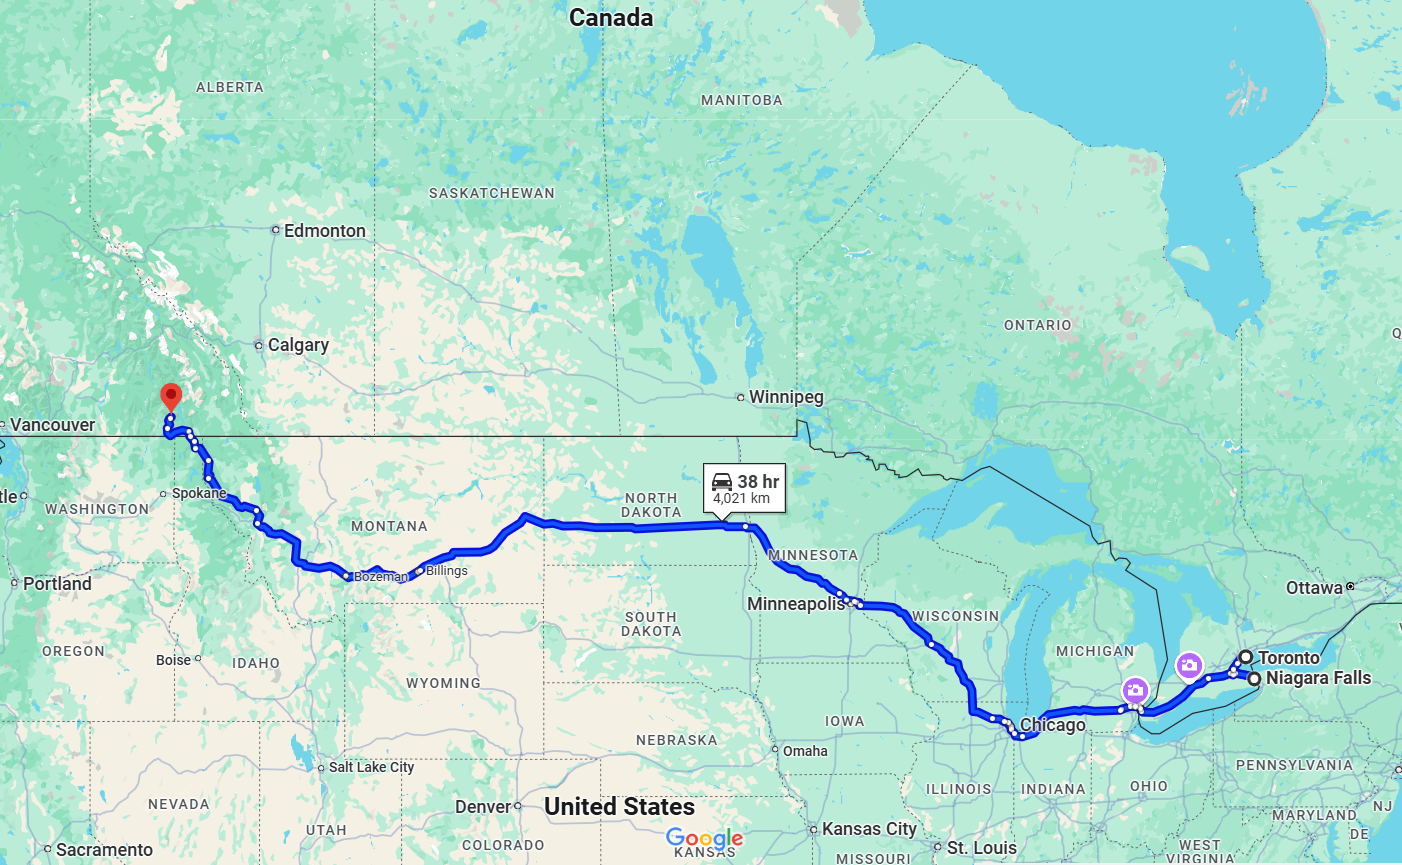 Canada
ALBERTA
MANITOBA
SASKATCHEWAN
Edmonton
ONTARIO
Q
Calgary
Winnipeg
Vancouver
38 hr
4,021 km
tle
Spokane
WASHINGTON
NORTH
DAKOTA
MONTANA
MINNESOTA
Bozeman
Billings
Portland
Ottawa
Minneapolis
WISCONSIN
SOUTH
DAKOTA
OREGON
Boise
IDAHO
MICHIGAN
Toronto
Niagara Falls
WYOMING
IOWA
Chicago
NEBRASKA
Omaha
Salt Lake City
PENNSYLVANIA
ILLINOIS
INDIANA
OHIO
NEVADA
Denver
United States
NJ
MARYLAND
DE
UTAH
Kansas City
Google
COLORADO
KANSAS
Sacramento
St. Louis
MISSOURI
WEST
VIRGINIA